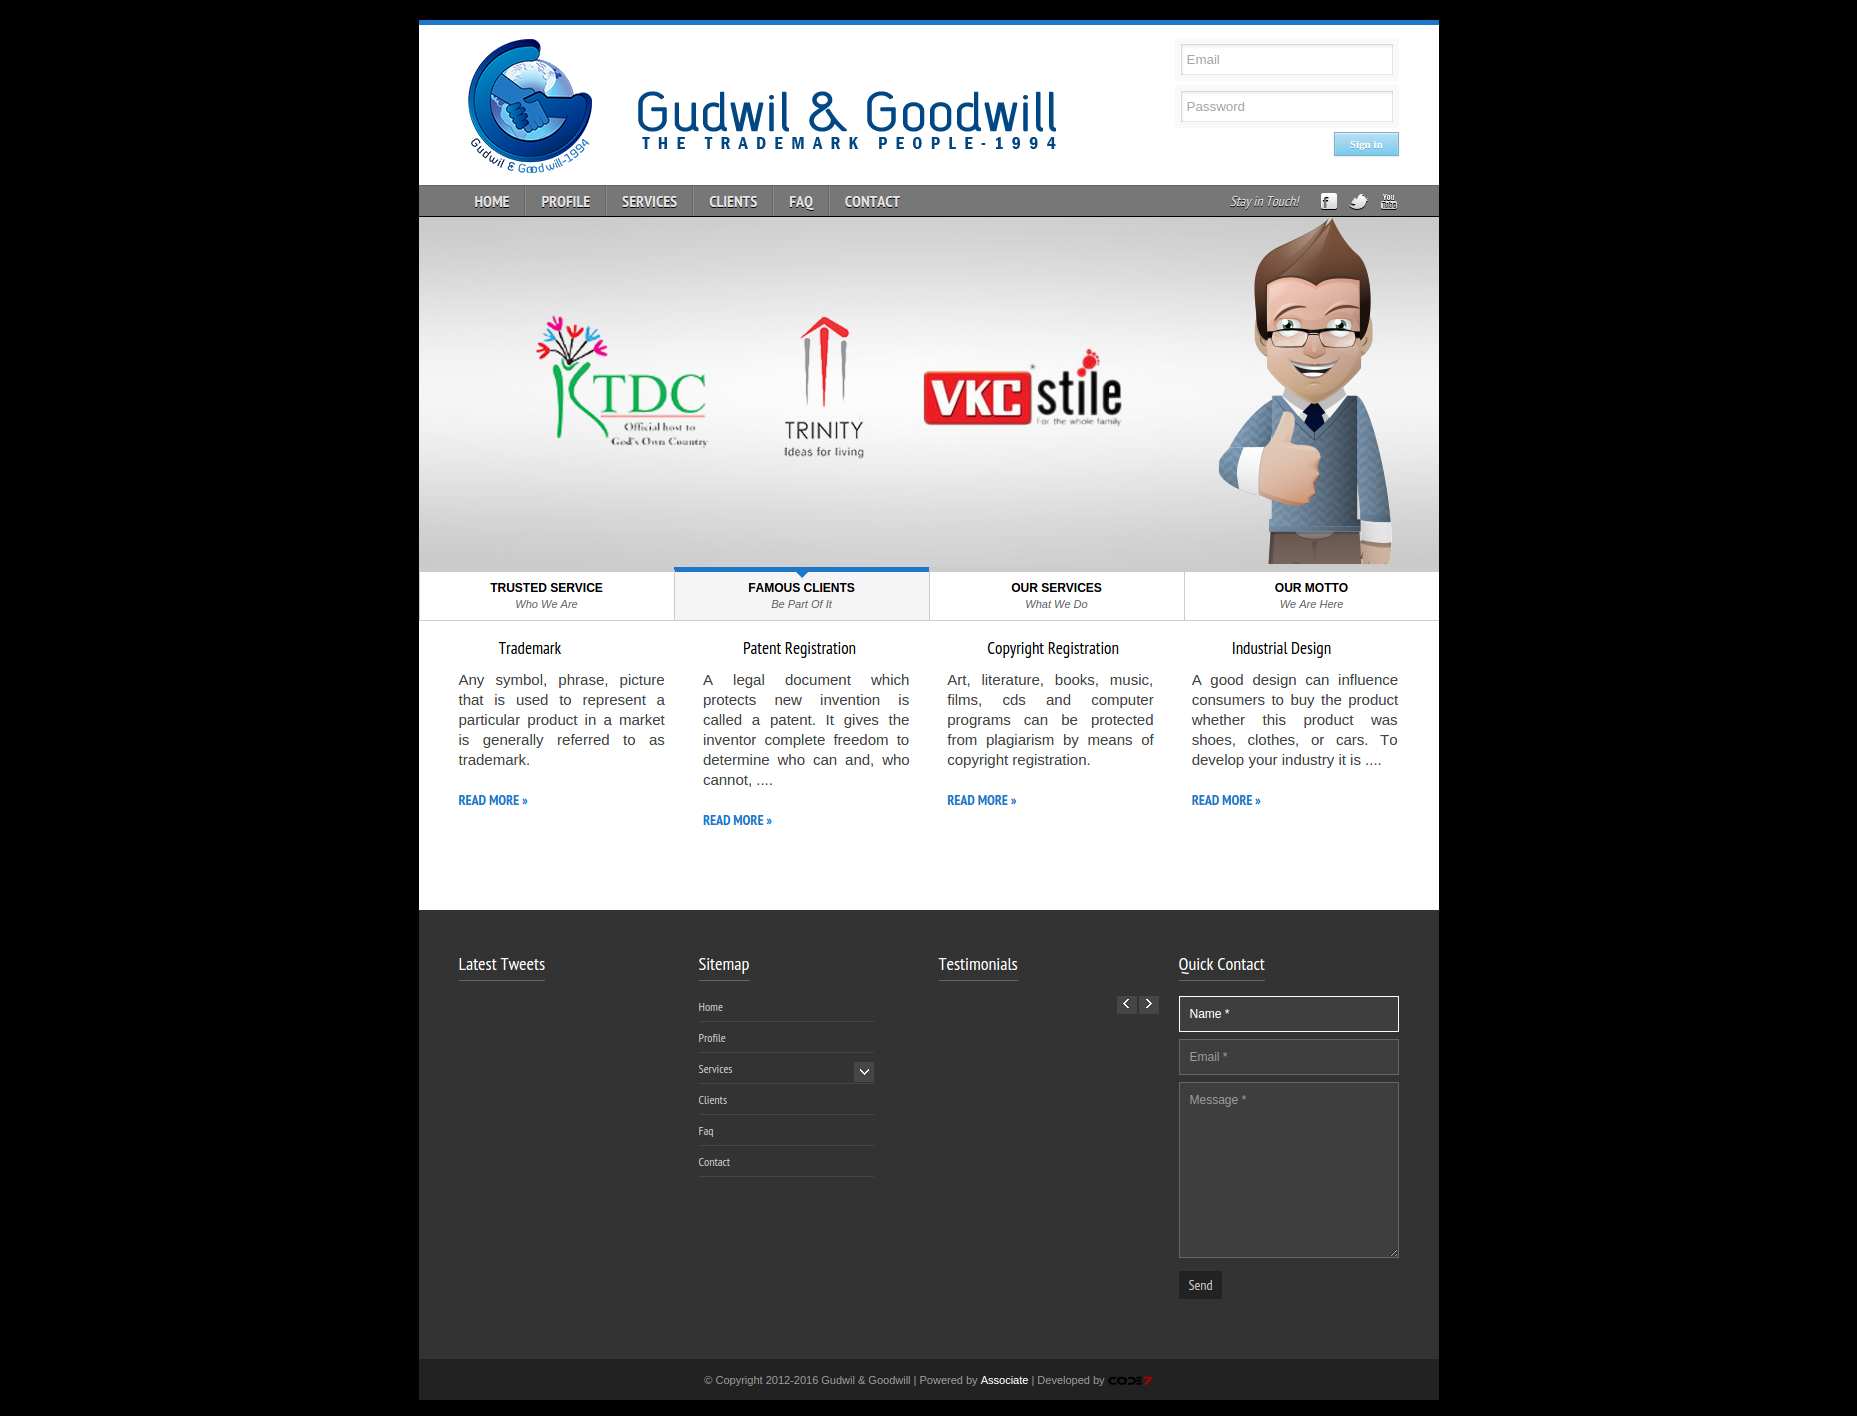 Email
Password
Sign in
Gudwil & Goodwill-1994
Gudwil & Goodwill
THE TRADEMARK PEOPLE-1994
HOME PROFILE SERVICES CLIENTS FAQ CONTACT
Stay in Touch!
You
Tube
KTDC
Official host to
God's Own Country
TRINITY
Ideas for living
VKC stile
For the whole family
TRUSTED SERVICE
Who We Are
FAMOUS CLIENTS
Be Part Of It
OUR SERVICES
What We Do
OUR MOTTO
We Are Here
Trademark
Any symbol, phrase, picture
that is used to represent a
particular product in a market
is generally referred to as
trademark.
READ MORE »
Patent Registration
A legal document which
protects new invention is
called a patent. It gives the
inventor complete freedom to
determine who can and, who
cannot, ....
READ MORE »
Copyright Registration
Art, literature, books, music,
films, cds and computer
programs can be protected
from plagiarism by means of
copyright registration.
READ MORE »
Industrial Design
A good design can influence
consumers to buy the product
whether this product was
shoes, clothes, or cars. To
develop your industry it is ....
READ MORE »
Latest Tweets
Sitemap
Home
Profile
Services
Clients
Faq
Contact
Testimonials
Quick Contact
Name *
Email *
Message *
Send
© Copyright 2012-2016 Gudwil & Goodwill | Powered by Associate | Developed by CODE7